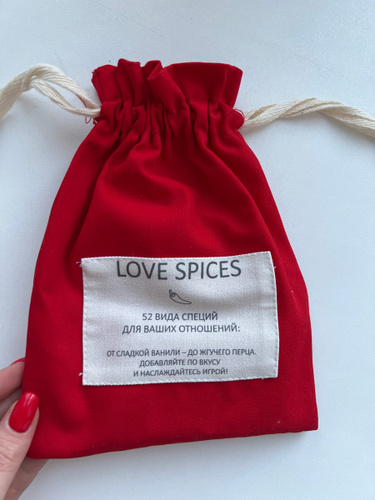 LOVE SPICES
52 ВИДА СПЕЦИЙ
ДЛЯ ВАШИХ ОТНОШЕНИЙ:
ОТ СЛАДКОЙ ВАНИЛИ – ДО ЖГУЧЕГО ПЕРЦА.
ДОБАВЛЯЙТЕ ПО ВКУСУ
И НАСЛАЖДАЙТЕСЬ ИГРОЙ!